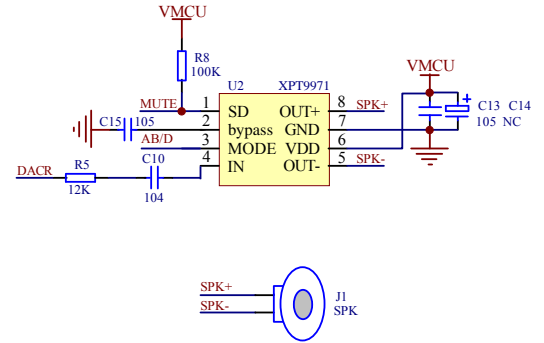 VMCU
R8
100K
VMCU
U2 XPT9971
MUTE 1 SD OUT+ 8 SPK+
C15 105 2 bypass GND 7
AB/D 3 MODE VDD 6
4 IN OUT- 5 SPK-
+
C13 C14
105 NC
DACR R5 C10
12K 104
SPK+
SPK-
J1
SPK